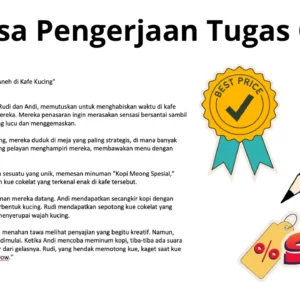 sa Pengerjaan Tugas
Aneh di Kafe Kucing"
Rudi dan Andi, memutuskan untuk menghabiskan waktu di kafe
ereka. Mereka penasaran ingin merasakan sensasi bersantai sambil
g lucu dan menggemaskan.
ng, mereka duduk di meja yang paling strategis, di mana banyak
ng pelayan menghampiri mereka, membawakan menu dengan
n sesuatu yang unik, memesan minuman "Kopi Meong Spesial,"
n kue cokelat yang terkenal enak di kafe tersebut.
nan mereka datang. Andi mendapatkan secangkir kopi dengan
rbentuk kucing. Rudi mendapatkan sepotong kue cokelat yang
menyerupai wajah kucing.
menahan tawa melihat penyajian yang begitu kreatif. Namun,
dimulai. Ketika Andi mencoba meminum kopi, tiba-tiba ada suara
r dari gelasnya. Rudi, yang hendak memotong kue, kaget saat kue
ow."
BEST PRICE
%
S